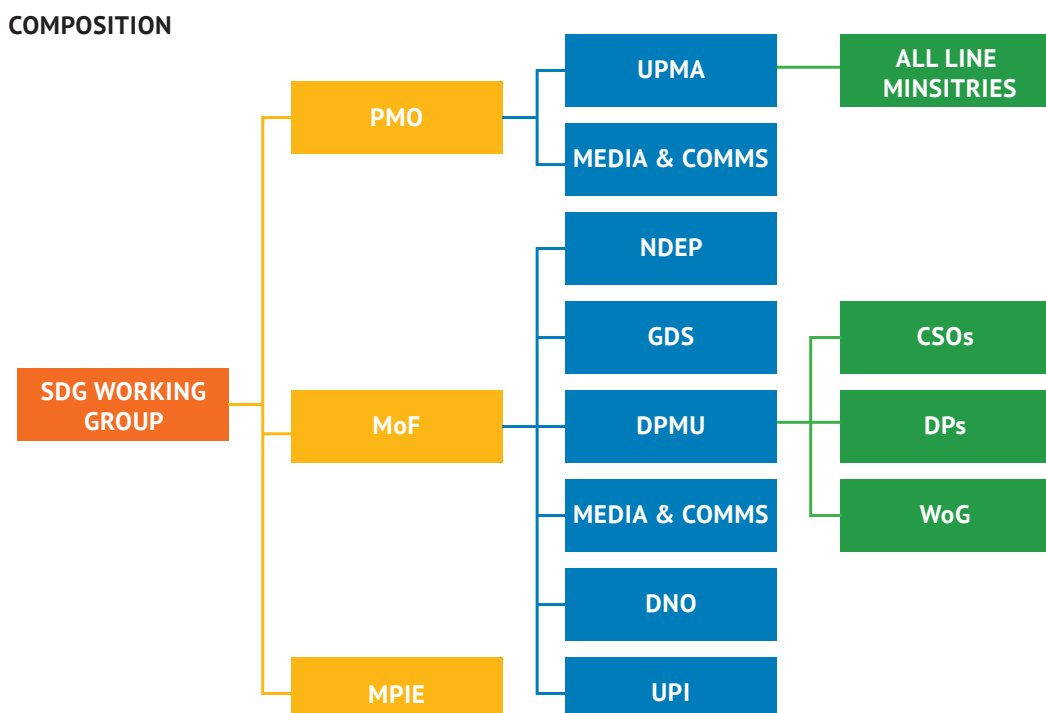 COMPOSITION
SDG WORKING
GROUP
PMO
MoF
MPIE
UPMA
MEDIA & COMMS
NDEP
GDS
DPMU
MEDIA & COMMS
DNO
UPI
ALL LINE
MINSITRIES
CSOs
DPs
WoG